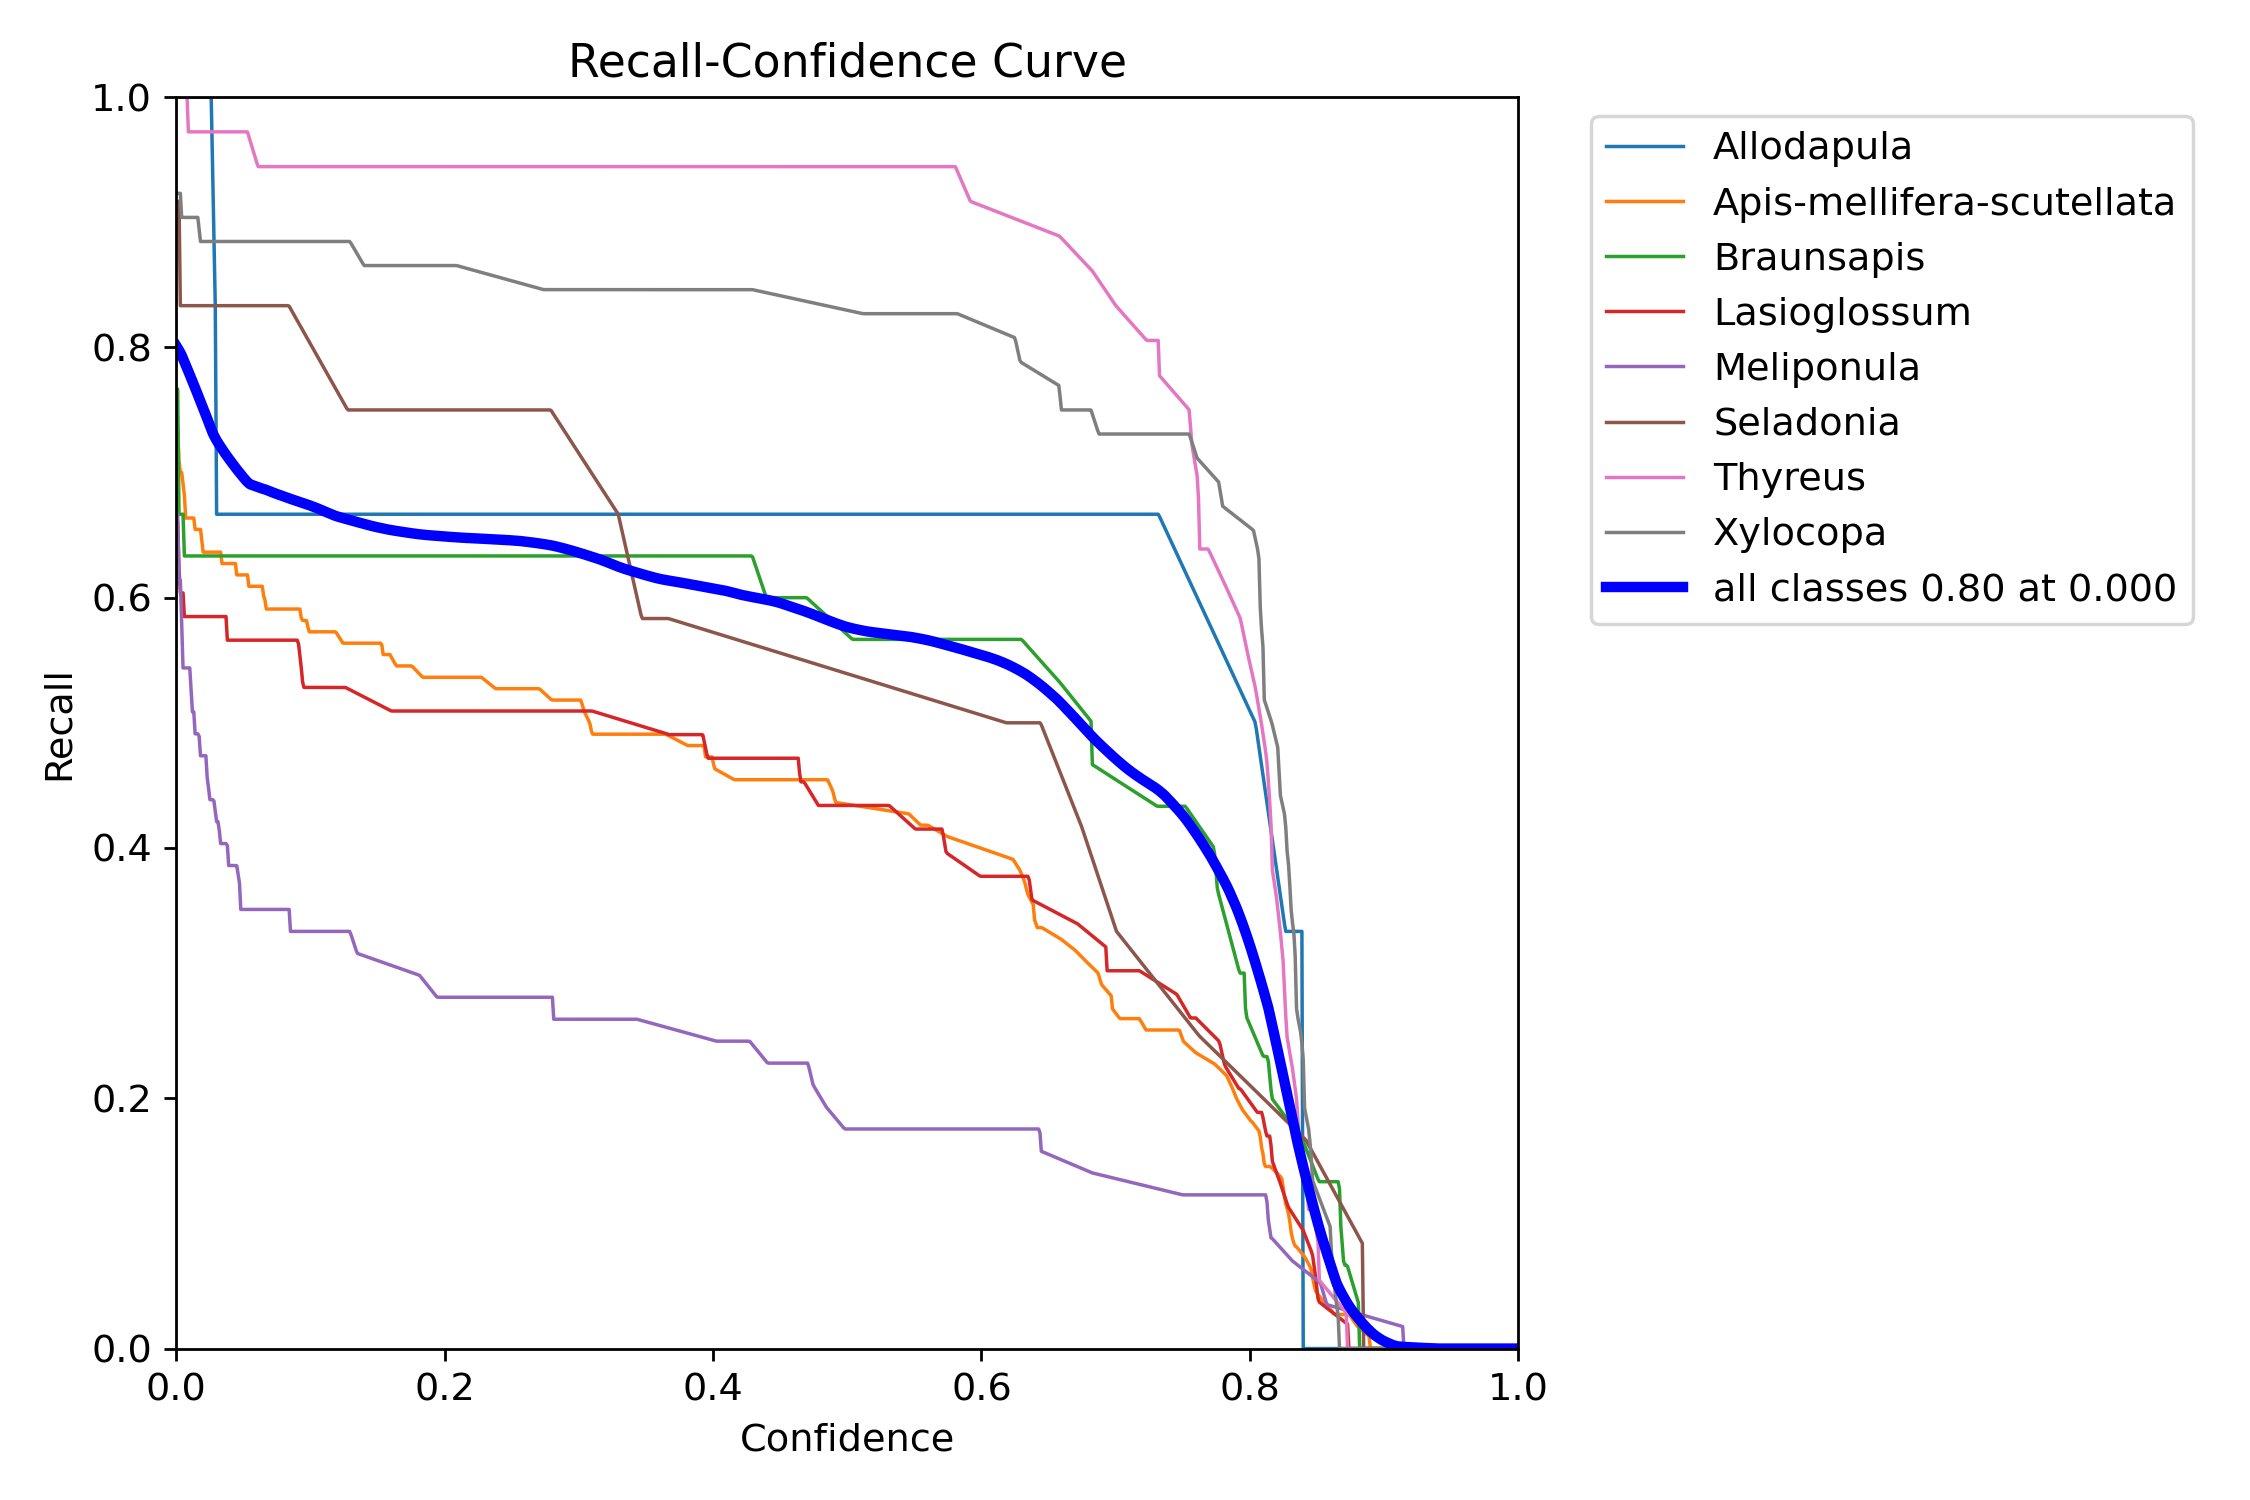 Recall-Confidence Curve
1.0
0.8
0.6
0.4
0.2
0.0
Recall
0.0 0.2 0.4 0.6 0.8 1.0
Confidence
Allodapula
Apis-mellifera-scutellata
Braunsapis
Lasioglossum
Meliponula
Seladonia
Thyreus
Xylocopa
all classes 0.80 at 0.000